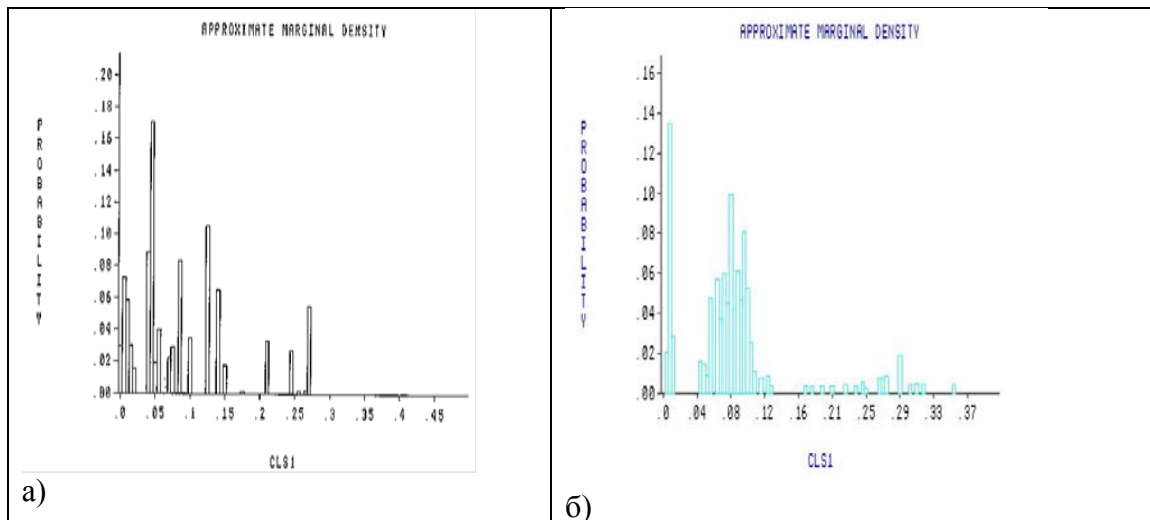 APPROXIMATE MARGINAL DENSITY
PROBABILITY
.20
.18
.16
.14
.12
.10
.08
.06
.04
.02
.00
.0 .05 .1 .15 .2 .25 .3 .35 .4 .45
CLS1
а)
APPROXIMATE MARGINAL DENSITY
PROBABILITY
.16
.14
.12
.10
.08
.06
.04
.02
.00
.0 .04 .08 .12 .16 .21 .25 .29 .33 .37
CLS1
б)